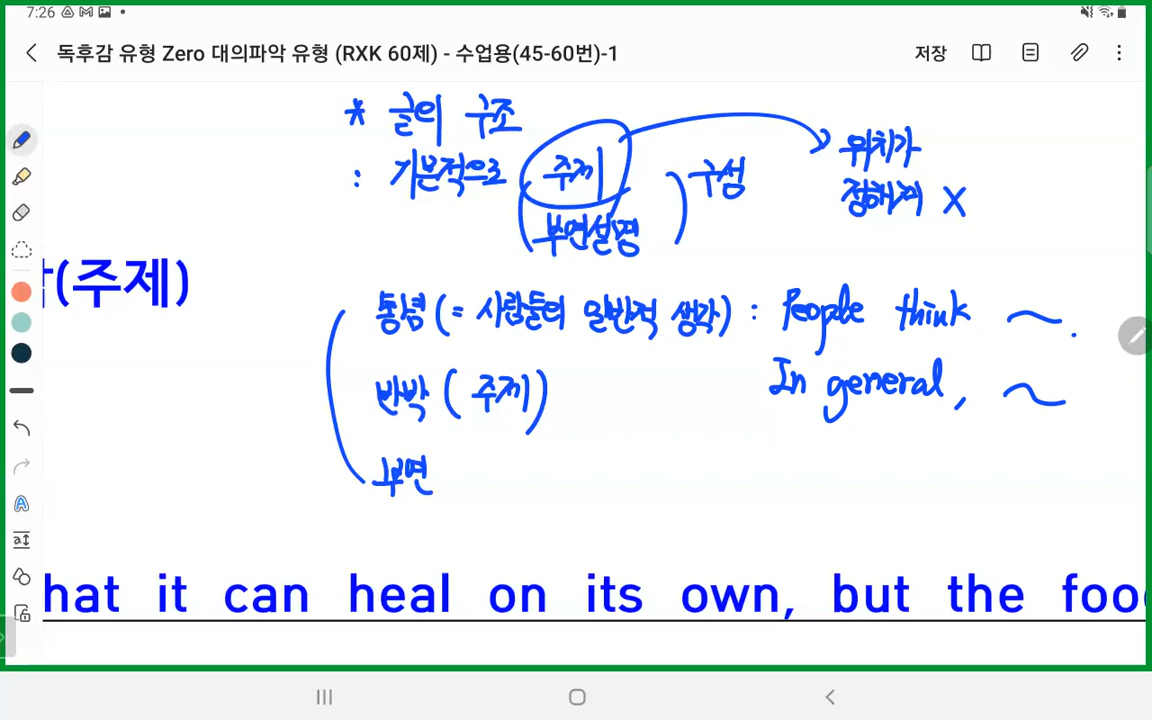 7:26
독후감 유형 Zero 대의파악 유형 (RXK 60제) - 수업용(45-60번)-1
저장
* 글의 구조
: 기본적으로 주제 구성
부연설명
위치가
정해져 X
(주제)
통념 (= 사람들의 일반적 생각) : People think ~.
반박 (주제) In general, ~
부연
hat it can heal on its own, but the foo